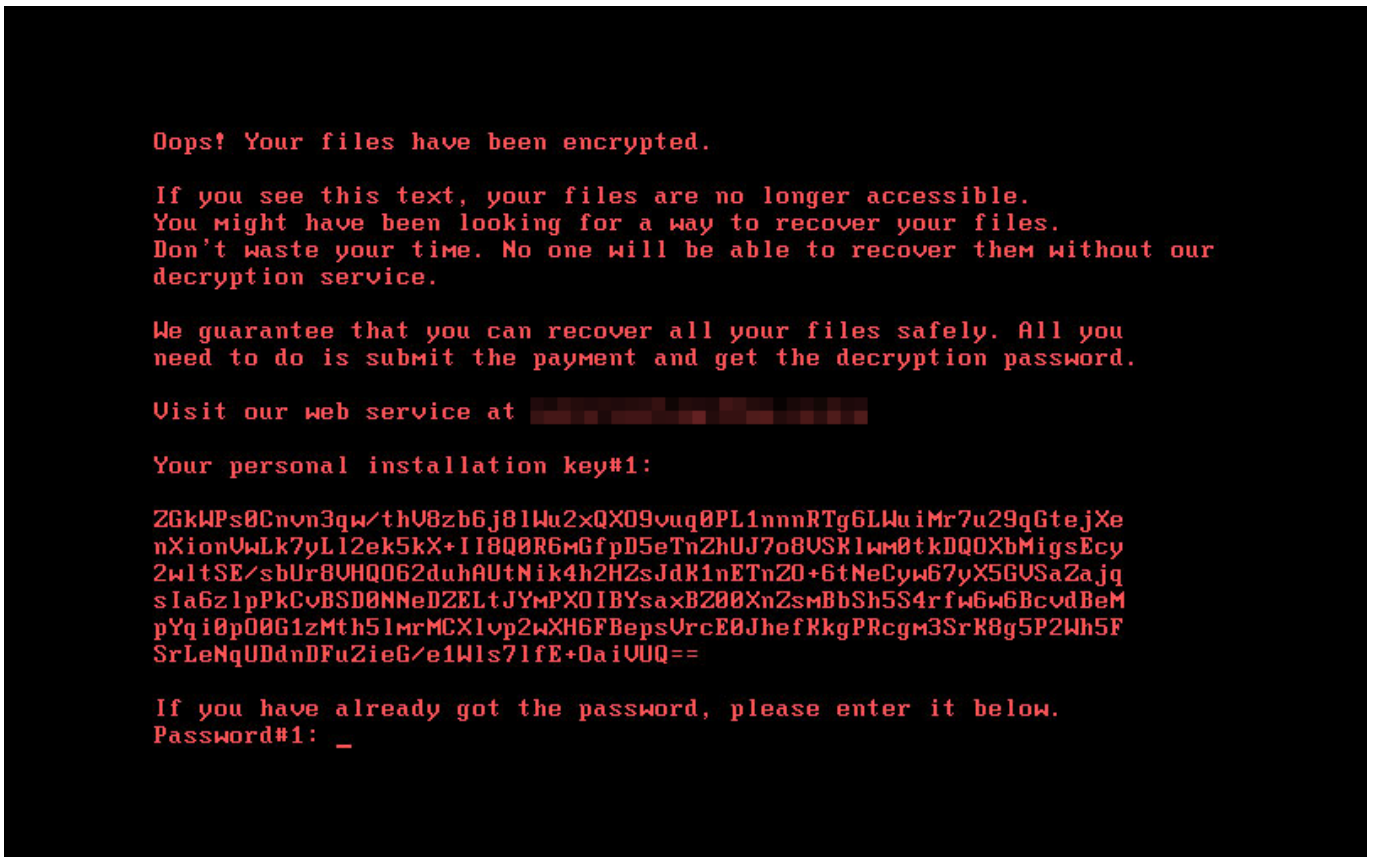 Oops! Your files have been encrypted.
If you see this text, your files are no longer accessible.
You might have been looking for a way to recover your files.
Don't waste your time. No one will be able to recover them without our
decryption service.
We guarantee that you can recover all your files safely. All you
need to do is submit the payment and get the decryption password.
Visit our web service at
Your personal installation key#1:
ZGkWPs0Cnvn3qw/thV8zb6j8lWu2xQXO9vuq0PL1nnnRTg6LWuiMr7u29qGtejXe
nXionVwLk7yLl2ek5kX+II8Q0R6mGfpD5eTnZhUJ7o8VSKlwm0tkDQOXbMigsEcy
2wltSE/sbUr8VHQO62duhAUtNik4h2HZsJdK1nETnZO+6tNeCyw67yX5GVSaZajq
sIa6zlpPkCvBSD0NNeDZELtJYmPXOIBYsaxBZ00XnZsmBbSh5S4rfw6w6BcvdBeM
pYqi0pO0G1zMth5lmrMCXlvp2wXH6FBepsVrcE0JhefKkgPRcgm3SrK8g5P2Wh5F
SrLeNqUDdnDFuZieG/e1Wls7lfE+OaiVUQ==
If you have already got the password, please enter it below.
Password#1: _